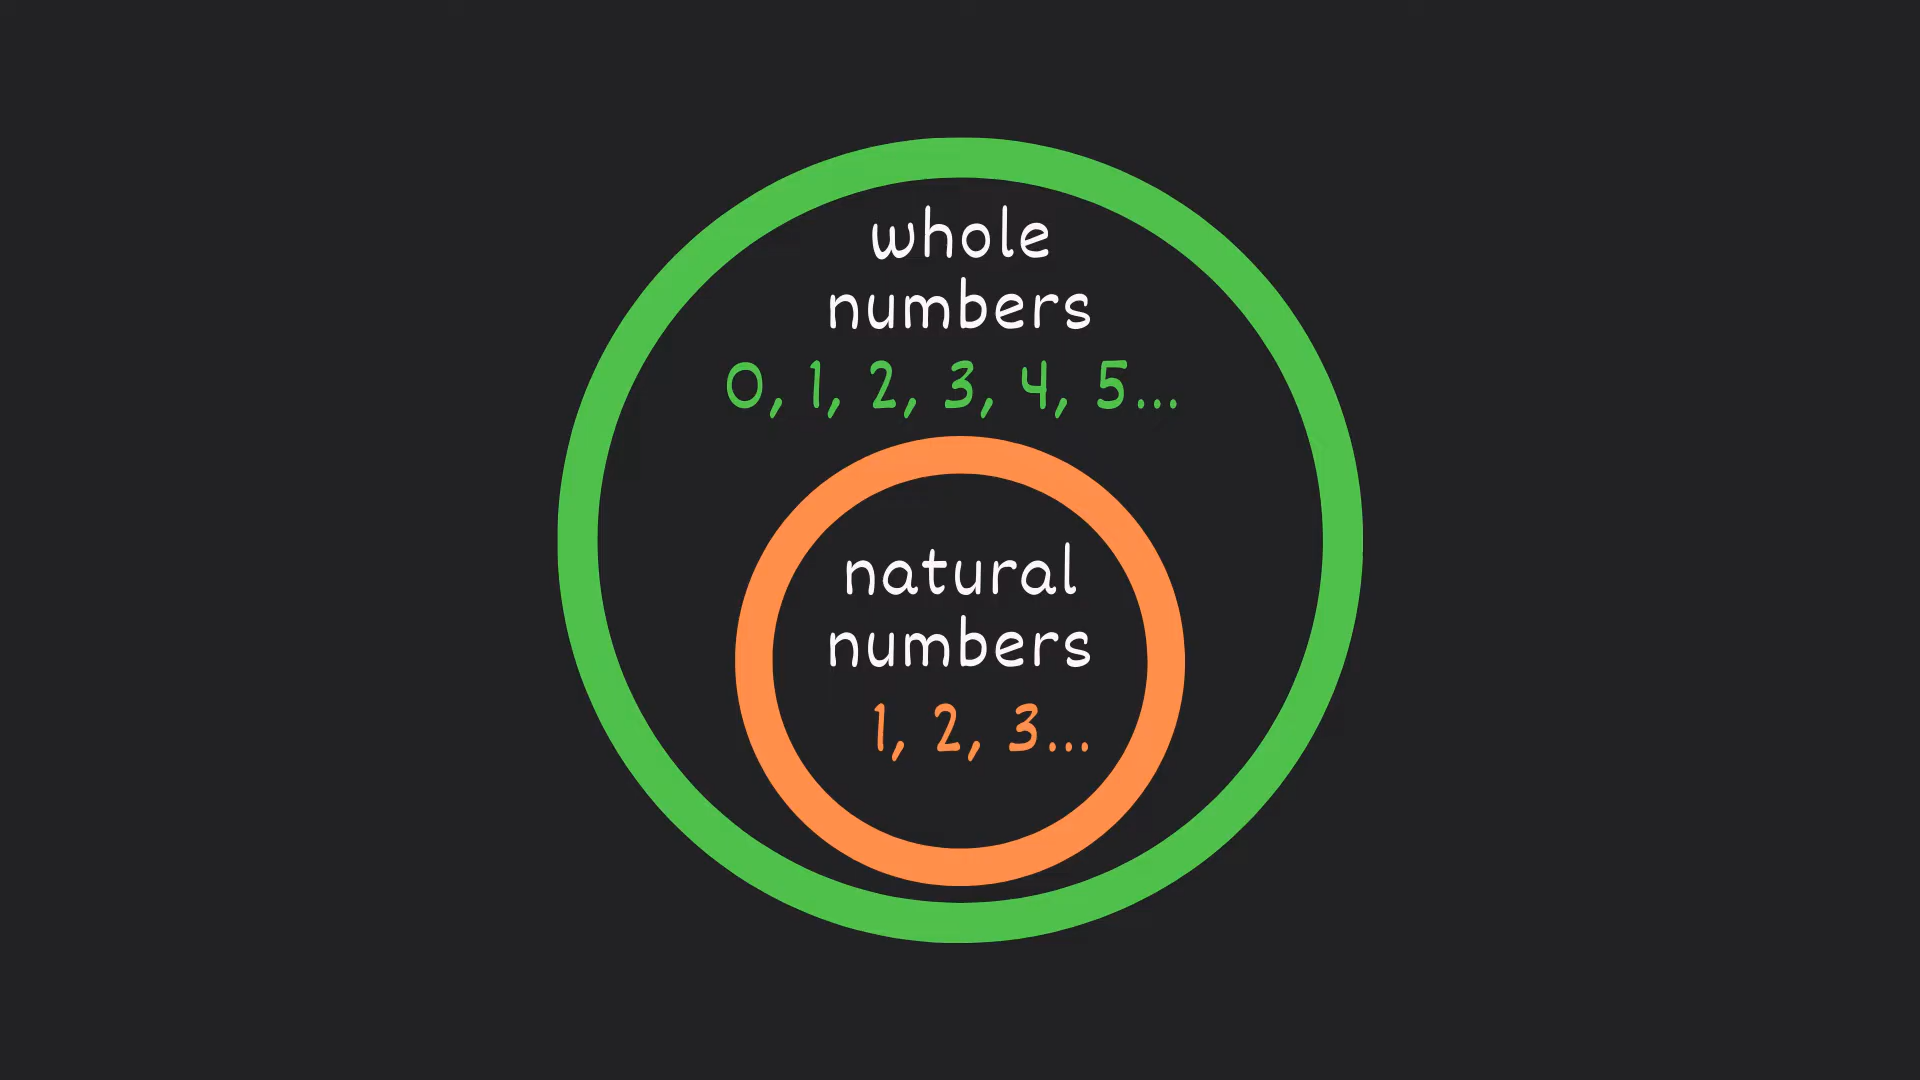 whole
numbers
0, 1, 2, 3, 4, 5...
natural
numbers
1, 2, 3...